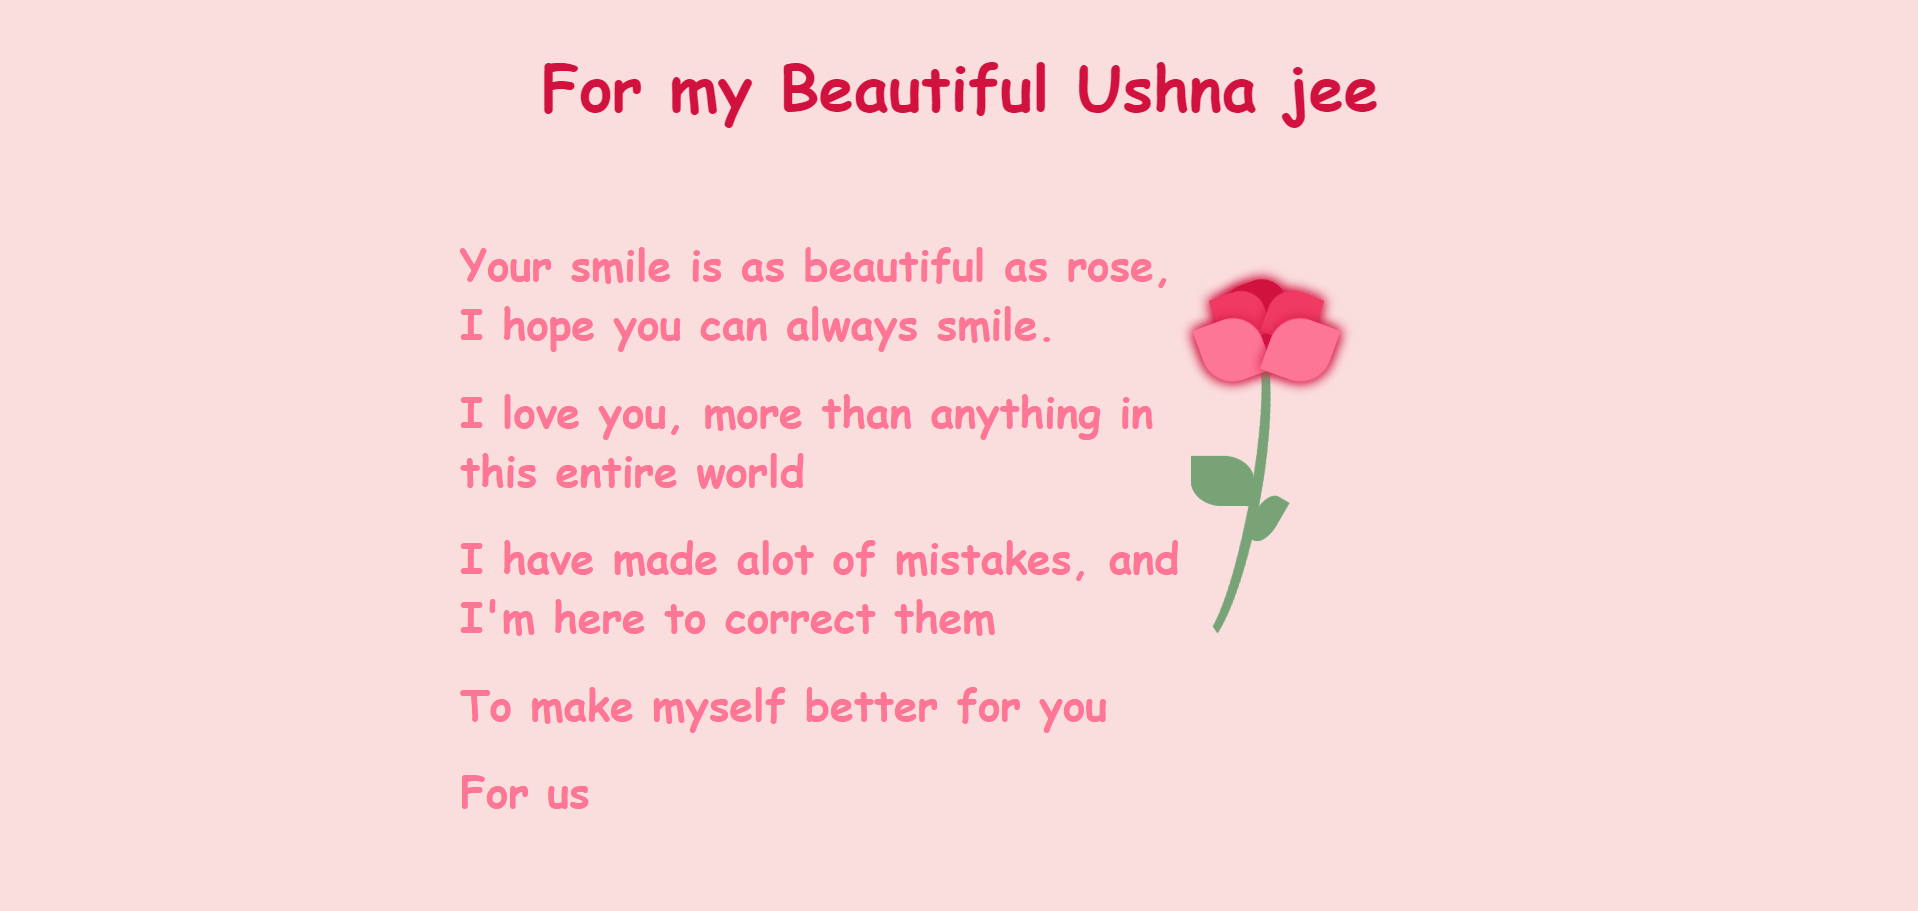 For my Beautiful Ushna jee
Your smile is as beautiful as rose,
I hope you can always smile.
I love you, more than anything in
this entire world
I have made alot of mistakes, and
I'm here to correct them
To make myself better for you
For us